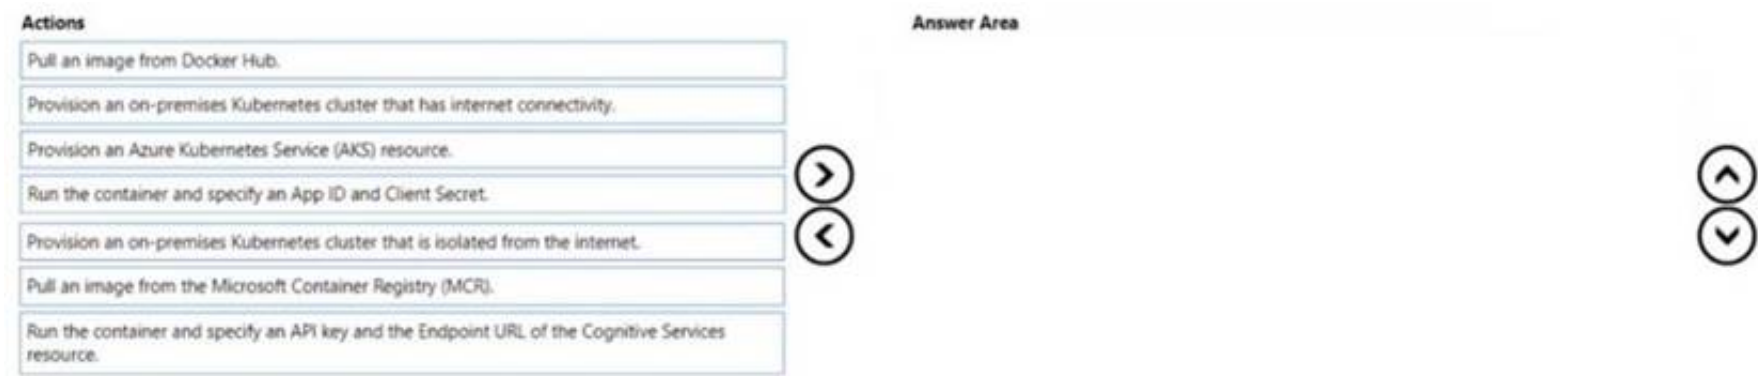 Actions
Answer Area
Pull an image from Docker Hub.
Provision an on-premises Kubernetes cluster that has internet connectivity.
Provision an Azure Kubernetes Service (AKS) resource.
Run the container and specify an App ID and Client Secret.
Provision an on-premises Kubernetes cluster that is isolated from the internet.
Pull an image from the Microsoft Container Registry (MCR).
Run the container and specify an API key and the Endpoint URL of the Cognitive Services
resource.